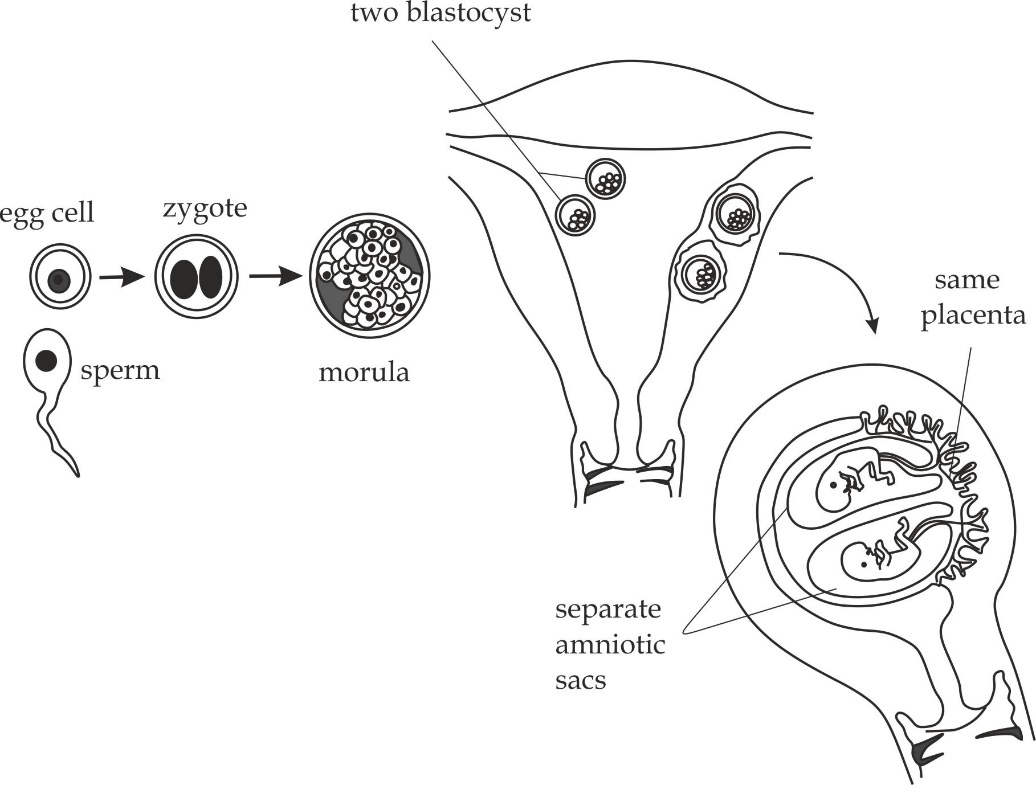 two blastocyst
egg cell
zygote
sperm
morula
same
placenta
separate
amniotic
sacs